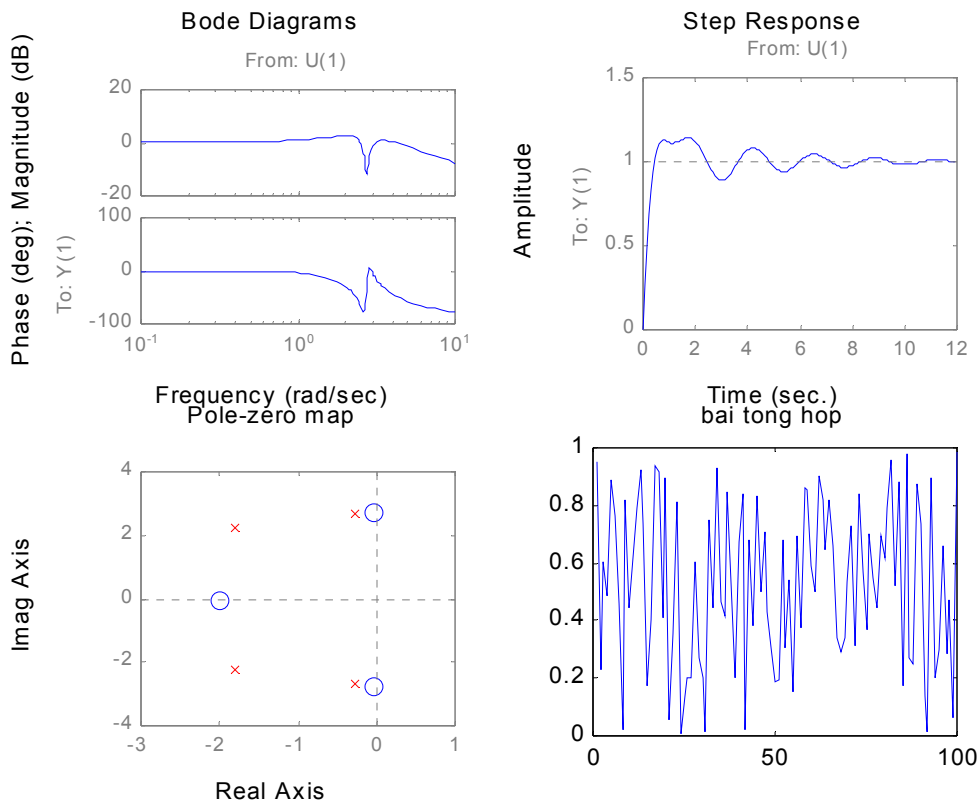 Bode Diagrams
From: U(1)
Phase (deg); Magnitude (dB)
To: Y(1)
20
0
-20
100
0
-100
10-1
100
101
Frequency (rad/sec)
Step Response
From: U(1)
Amplitude
To: Y(1)
1.5
1
0.5
0
0
2
4
6
8
10
12
Time (sec.)
Pole-zero map
Imag Axis
4
2
0
-2
-4
-3
-2
-1
0
1
Real Axis
bai tong hop
1
0.8
0.6
0.4
0.2
0
0
50
100